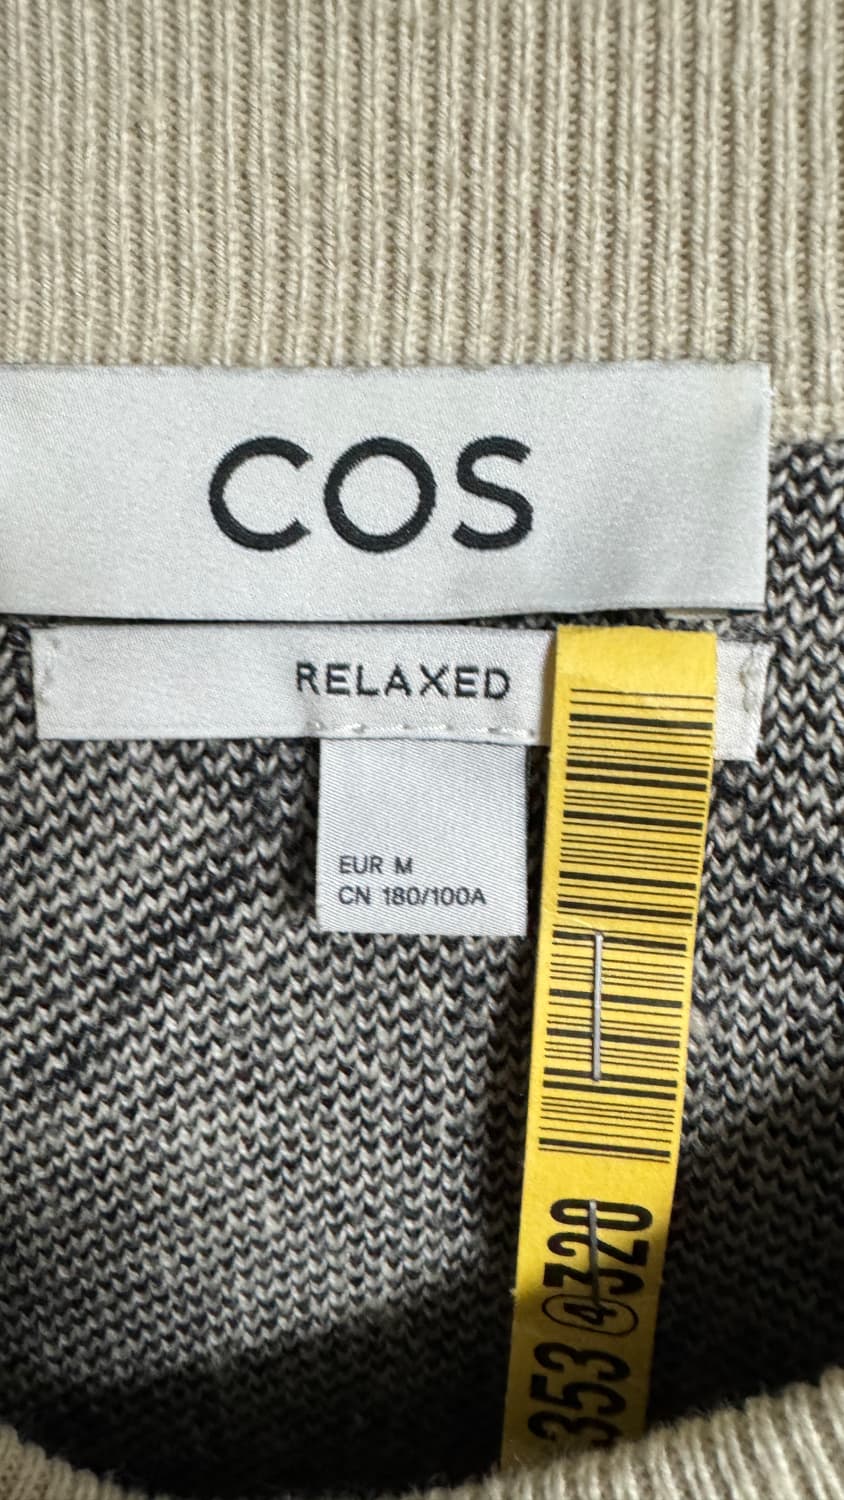 COS
RELAXED
EUR M
CN 180/100A
353 4 320